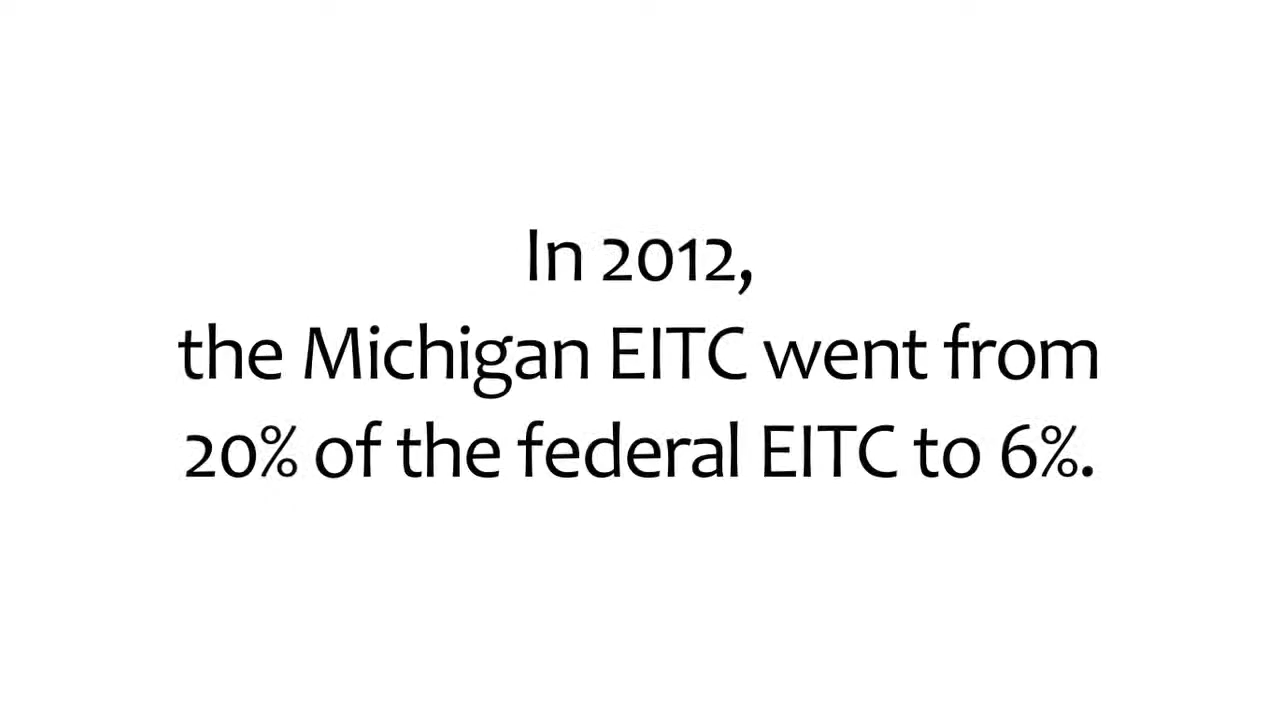 In 2012,
the Michigan EITC went from
20% of the federal EITC to 6%.